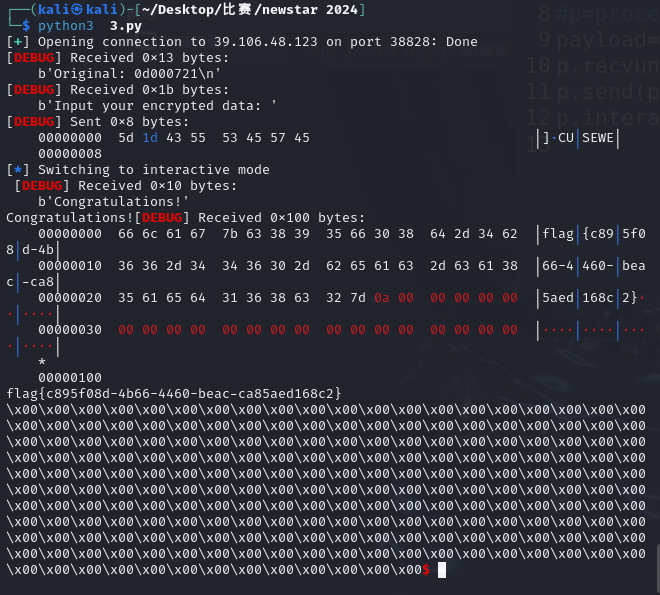 ┌──(kali㉿kali)-[~/Desktop/比赛/newstar 2024]
└─$ python3  3.py
[+] Opening connection to 39.106.48.123 on port 38828: Done
[DEBUG] Received 0×13 bytes:
    b'Original: 0d000721\n'
[DEBUG] Received 0×1b bytes:
    b'Input your encrypted data: '
[DEBUG] Sent 0×8 bytes:
    00000000  5d 1d 43 55  53 45 57 45                            │]·CU│SEWE│
    00000008
[*] Switching to interactive mode
 [DEBUG] Received 0×10 bytes:
    b'Congratulations!'
Congratulations![DEBUG] Received 0×100 bytes:
    00000000  66 6c 61 67  7b 63 38 39  35 66 30 38  64 2d 34 62  │flag│{c89│5f0
8│d-4b│
    00000010  36 36 2d 34  34 36 30 2d  62 65 61 63  2d 63 61 38  │66-4│460-│bea
c│-ca8│
    00000020  35 61 65 64  31 36 38 63  32 7d 0a 00  00 00 00 00  │5aed│168c│2}·
·│····│
    00000030  00 00 00 00  00 00 00 00  00 00 00 00  00 00 00 00  │····│····│···
·│····│
    *
    00000100
flag{c895f08d-4b66-4460-beac-ca85aed168c2}
\x00\x00\x00\x00\x00\x00\x00\x00\x00\x00\x00\x00\x00\x00\x00\x00\x00\x00\x00\x00
\x00\x00\x00\x00\x00\x00\x00\x00\x00\x00\x00\x00\x00\x00\x00\x00\x00\x00\x00\x00
\x00\x00\x00\x00\x00\x00\x00\x00\x00\x00\x00\x00\x00\x00\x00\x00\x00\x00\x00\x00
\x00\x00\x00\x00\x00\x00\x00\x00\x00\x00\x00\x00\x00\x00\x00\x00\x00\x00\x00\x00
\x00\x00\x00\x00\x00\x00\x00\x00\x00\x00\x00\x00\x00\x00\x00\x00\x00\x00\x00\x00
\x00\x00\x00\x00\x00\x00\x00\x00\x00\x00\x00\x00\x00\x00\x00\x00\x00\x00\x00\x00
\x00\x00\x00\x00\x00\x00\x00\x00\x00\x00\x00\x00\x00\x00\x00\x00\x00\x00\x00\x00
\x00\x00\x00\x00\x00\x00\x00\x00\x00\x00\x00\x00\x00\x00\x00\x00\x00\x00\x00\x00
\x00\x00\x00\x00\x00\x00\x00\x00\x00\x00\x00\x00\x00\x00\x00\x00\x00\x00\x00\x00
\x00\x00\x00\x00\x00\x00\x00\x00\x00\x00\x00\x00\x00\x00\x00\x00\x00\x00\x00\x00
\x00\x00\x00\x00\x00\x00\x00\x00\x00\x00\x00\x00\x00$
8 #p=proce
9 payload=
10 p.recvun
11 p.send(p
12 p.intera